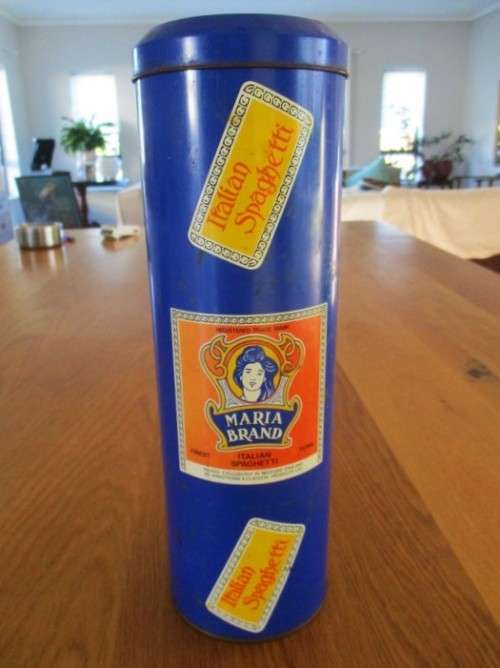 Italian
Spaghetti
REGISTERED TRADE MARK
MARIA
BRAND
FINEST
ITALIAN
SPAGHETTI
Italian
Spaghetti